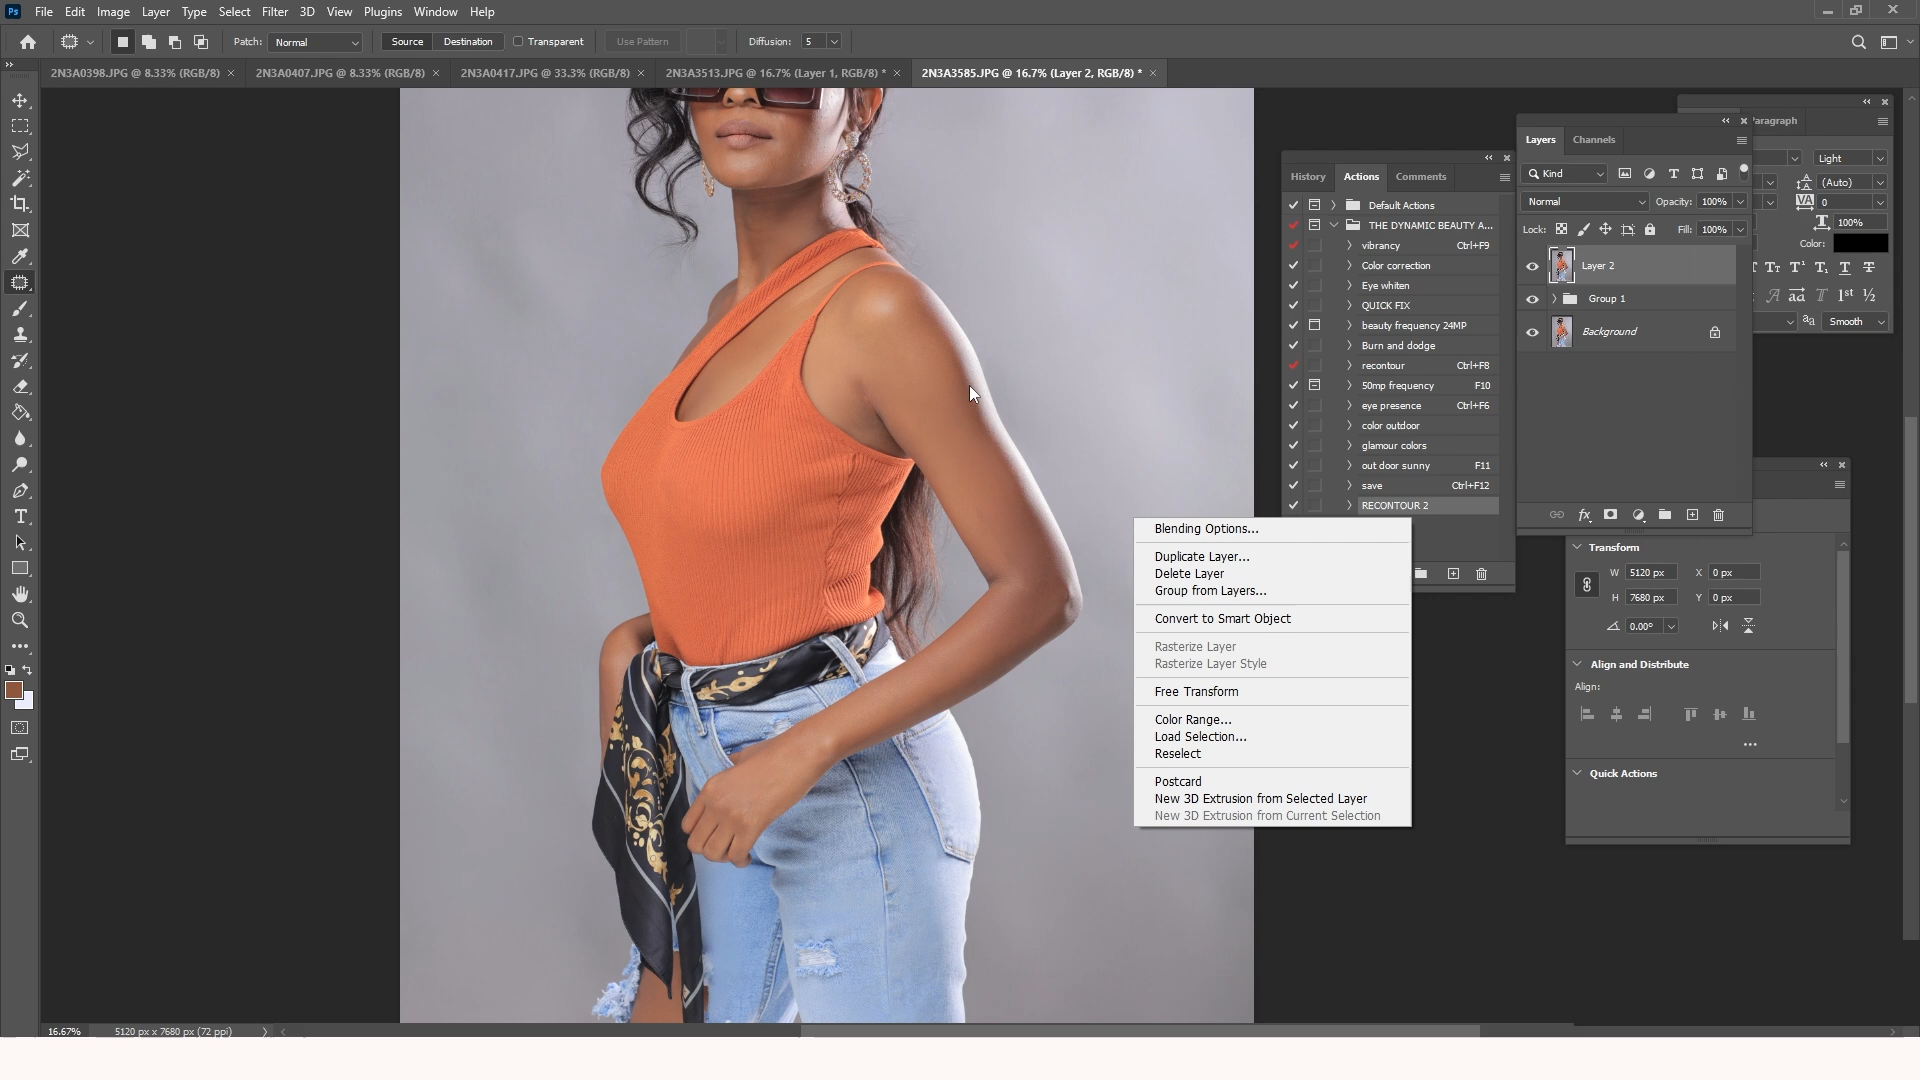 Ps File Edit Image Layer Type Select Filter 3D View Plugins Window Help
Patch: Normal Source Destination Transparent Use Pattern Diffusion: 5
2N3A0398.JPG @ 8.33% (RGB/8) 2N3A0407.JPG @ 8.33% (RGB/8) 2N3A0417.JPG @ 33.3% (RGB/8) 2N3A3513.JPG @ 16.7% (Layer 1, RGB/8) * 2N3A3585.JPG @ 16.7% (Layer 2, RGB/8) *
History Actions Comments
Default Actions
THE DYNAMIC BEAUTY A...
vibrancy Ctrl+F9
Color correction
Eye whiten
QUICK FIX
beauty frequency 24MP
Burn and dodge
recontour Ctrl+F8
50mp frequency F10
eye presence Ctrl+F6
color outdoor
glamour colors
out door sunny F11
save Ctrl+F12
RECONTOUR 2
Layers Channels
Kind
Normal Opacity: 100%
Lock: Fill: 100%
Layer 2
Group 1
Background
fx
aragraph
Light
(Auto)
VA 0
100%
Color:
1st ½
aa Smooth
Blending Options...
Duplicate Layer...
Delete Layer
Group from Layers...
Convert to Smart Object
Rasterize Layer
Rasterize Layer Style
Free Transform
Color Range...
Load Selection...
Reselect
Postcard
New 3D Extrusion from Selected Layer
New 3D Extrusion from Current Selection
Transform
W 5120 px X 0 px
H 7680 px Y 0 px
0.00°
Align and Distribute
Align:
Quick Actions
16.67% 5120 px x 7680 px (72 ppi)